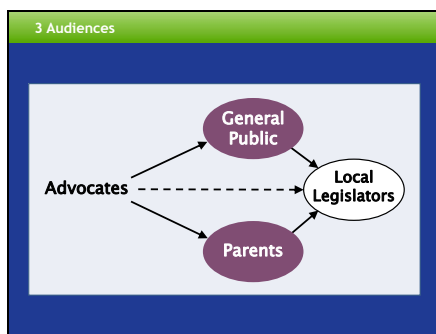 3 Audiences
General
Public
Advocates
Local
Legislators
Parents